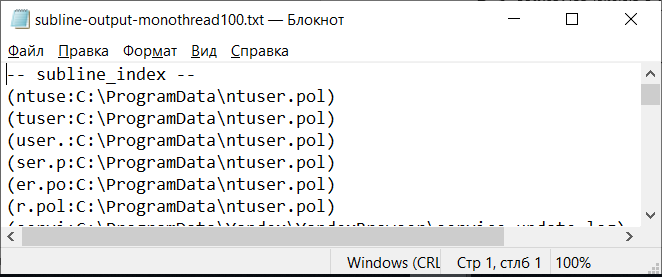 subline-output-monothread100.txt — Блокнот
Файл Правка Формат Вид Справка
-- subline_index --
(ntuse:C:\ProgramData\ntuser.pol)
(tuser:C:\ProgramData\ntuser.pol)
(user.:C:\ProgramData\ntuser.pol)
(ser.p:C:\ProgramData\ntuser.pol)
(er.po:C:\ProgramData\ntuser.pol)
(r.pol:C:\ProgramData\ntuser.pol)
(servi:C:\ProgramData\Yandex\YandexBrowser\service_update.log)
Windows (CRL Стр 1, стлб 1 100%